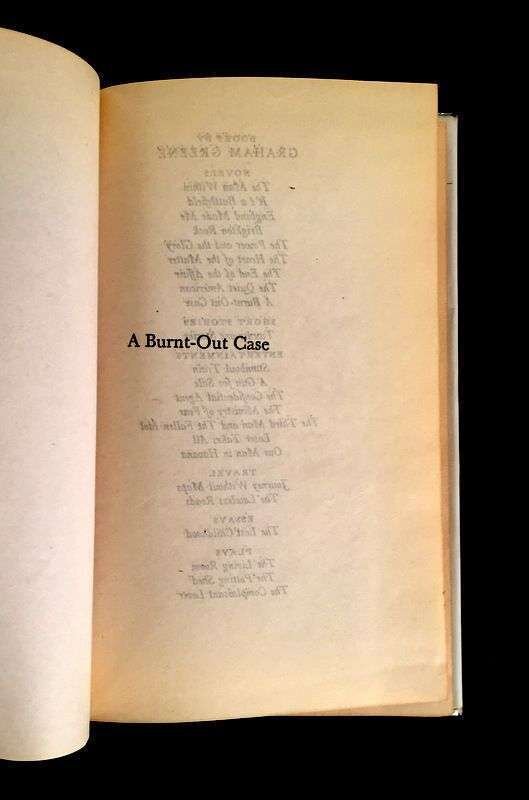 BOOKS BY
GRAHAM GREENE
NOVELS
The Man Within
It's a Battlefield
England Made Me
Brighton Rock
The Power and the Glory
The Heart of the Matter
The End of the Affair
The Quiet American
A Burnt-Out Case
SHORT STORIES
A Burnt-Out Case
ENTERTAINMENTS
Stamboul Train
A Gun for Sale
The Confidential Agent
The Ministry of Fear
The Third Man and The Fallen Idol
Loser Takes All
Our Man in Havana
TRAVEL
Journey Without Maps
The Lawless Roads
ESSAYS
The Lost Childhood
PLAYS
The Living Room
The Potting Shed
The Complaisant Lover